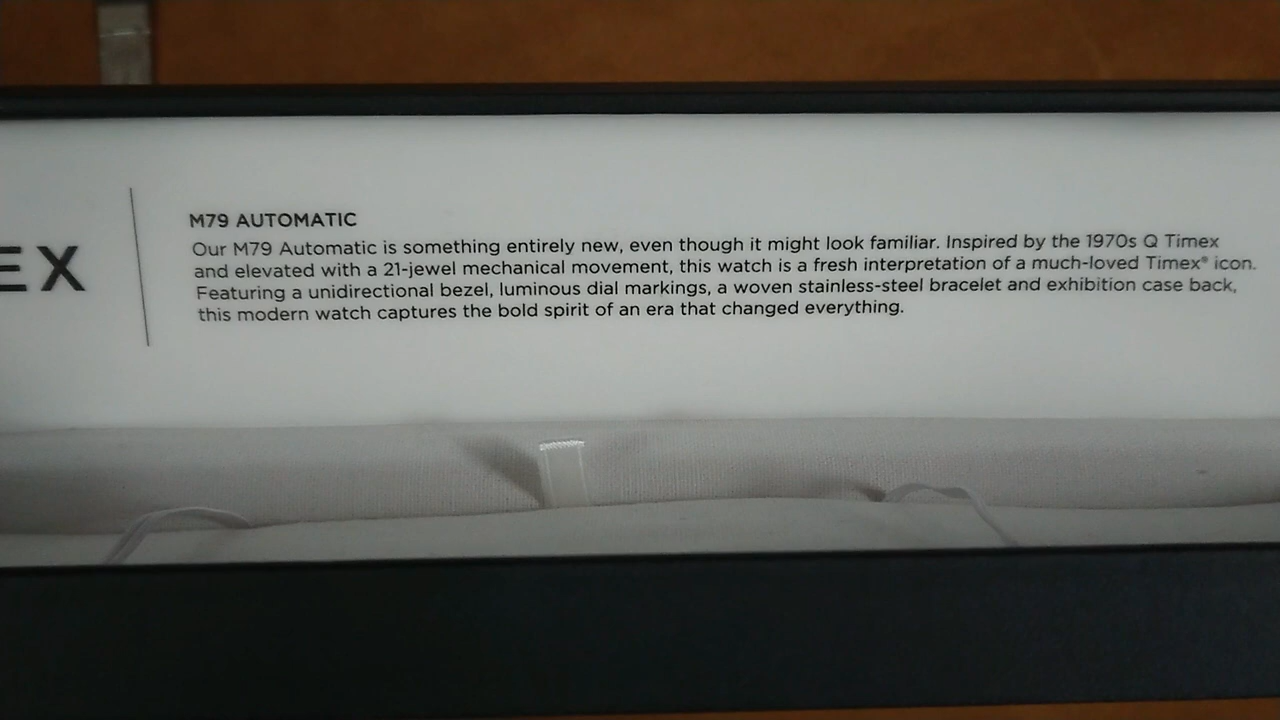 EX
M79 AUTOMATIC
Our M79 Automatic is something entirely new, even though it might look familiar. Inspired by the 1970s Q Timex
and elevated with a 21-jewel mechanical movement, this watch is a fresh interpretation of a much-loved Timex® icon.
Featuring a unidirectional bezel, luminous dial markings, a woven stainless-steel bracelet and exhibition case back,
this modern watch captures the bold spirit of an era that changed everything.